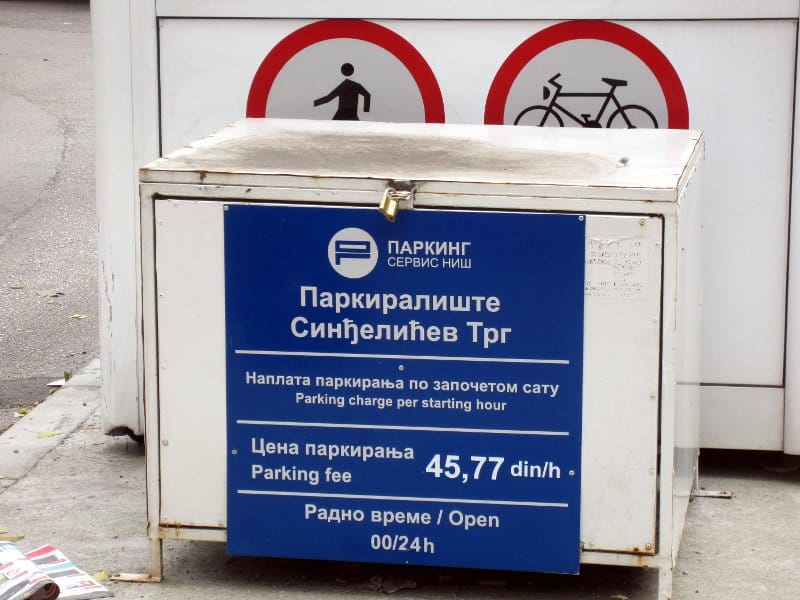 ПАРКИНГ
СЕРВИС НИШ
Паркиралиште
Синђелићев Трг
Наплата паркирања по започетом сату
Parking charge per starting hour
Цена паркирања
Parking fee
45,77 din/h
Радно време / Open
00/24h